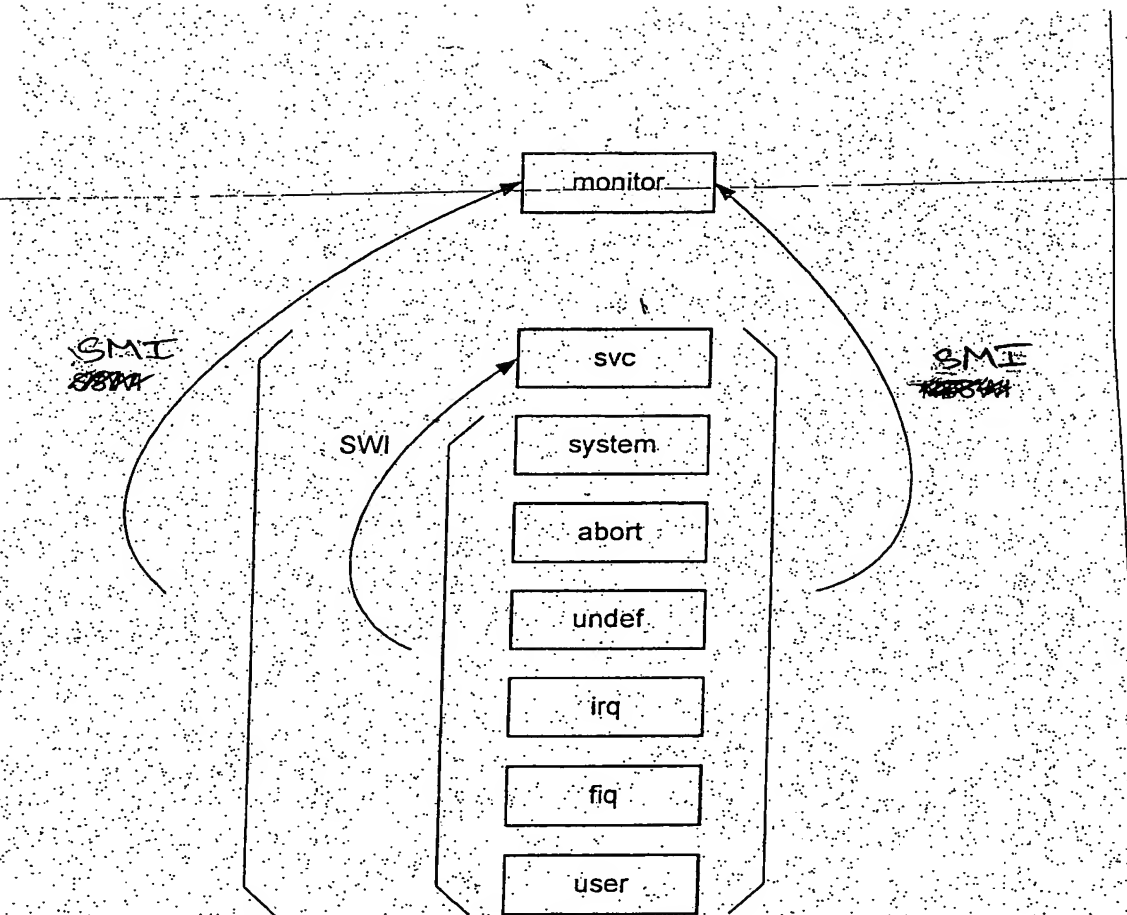 monitor
SMI
SMI
svc
SWI
system
abort
undef
irq
fiq
user